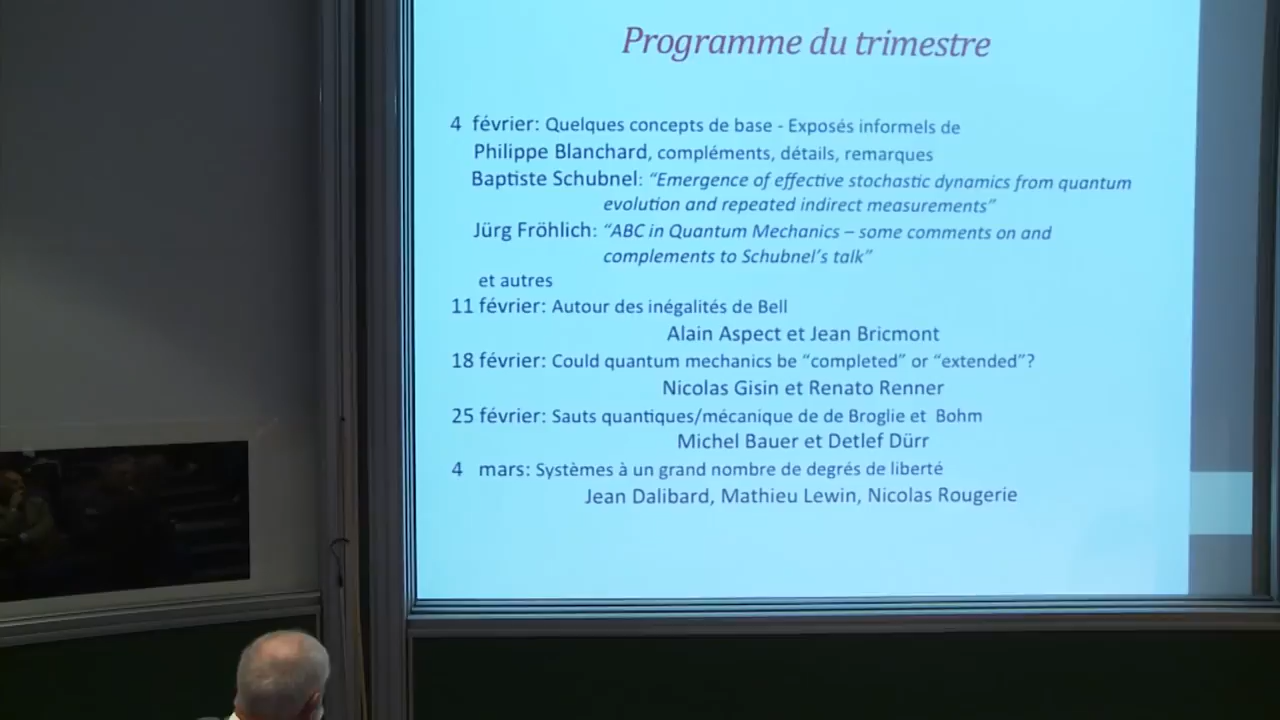 Programme du trimestre
4 février: Quelques concepts de base - Exposés informels de
Philippe Blanchard, compléments, détails, remarques
Baptiste Schubnel: “Emergence of effective stochastic dynamics from quantum
evolution and repeated indirect measurements”
Jürg Fröhlich: “ABC in Quantum Mechanics – some comments on and
complements to Schubnel’s talk”
et autres
11 février: Autour des inégalités de Bell
Alain Aspect et Jean Bricmont
18 février: Could quantum mechanics be “completed” or “extended”?
Nicolas Gisin et Renato Renner
25 février: Sauts quantiques/mécanique de de Broglie et Bohm
Michel Bauer et Detlef Dürr
4 mars: Systèmes à un grand nombre de degrés de liberté
Jean Dalibard, Mathieu Lewin, Nicolas Rougerie